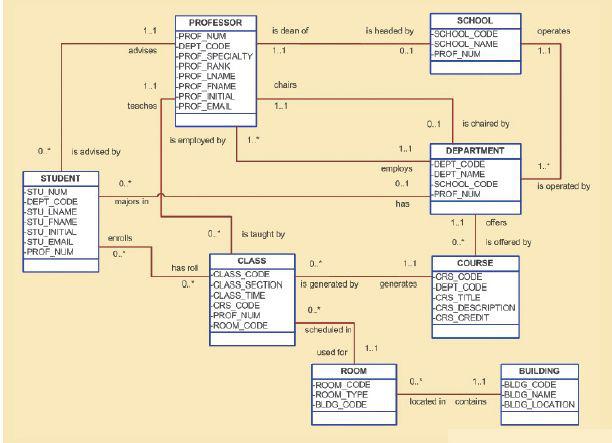 PROFESSOR
-PROF_NUM
-DEPT_CODE
-PROF_SPECIALTY
-PROF_RANK
-PROF_LNAME
-PROF_FNAME
-PROF_INITIAL
-PROF_EMAIL
SCHOOL
-SCHOOL_CODE
-SCHOOL_NAME
-PROF_NUM
1..1
advises
is dean of
1..1
is headed by
0..1
operates
1..1
1..1
teaches
chairs
1..1
is employed by
1..*
0..1
is chaired by
1..1
employs
DEPARTMENT
-DEPT_CODE
-DEPT_NAME
-SCHOOL_CODE
-PROF_NUM
1..*
is operated by
0..*
is advised by
STUDENT
-STU_NUM
-DEPT_CODE
-STU_LNAME
-STU_FNAME
-STU_INITIAL
-STU_EMAIL
-PROF_NUM
0..*
majors in
0..1
has
1..1
offers
0..*
is offered by
enrolls
0..*
has roll
0..*
0..*
is taught by
CLASS
-CLASS_CODE
-CLASS_SECTION
-CLASS_TIME
-CRS_CODE
-PROF_NUM
-ROOM_CODE
0..*
is generated by
1..1
generates
COURSE
-CRS_CODE
-DEPT_CODE
-CRS_TITLE
-CRS_DESCRIPTION
-CRS_CREDIT
0..*
scheduled in
used for
1..1
ROOM
-ROOM_CODE
-ROOM_TYPE
-BLDG_CODE
0..*
located in
1..1
contains
BUILDING
-BLDG_CODE
-BLDG_NAME
-BLDG_LOCATION